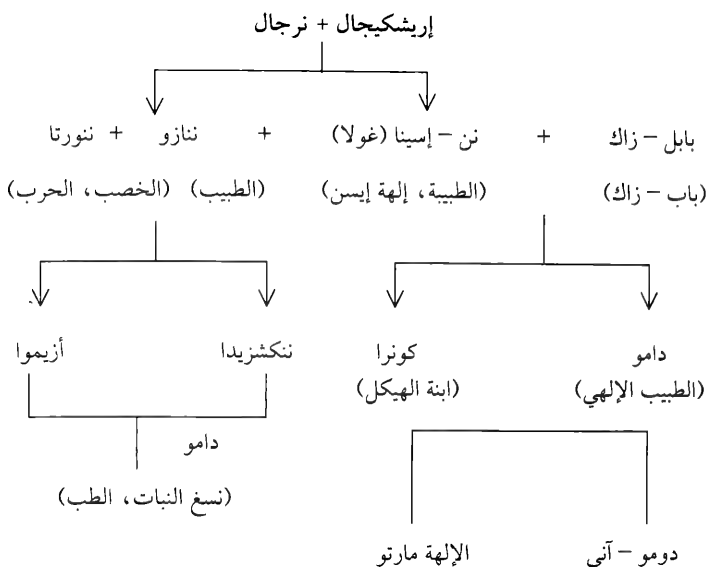 إريشكيجال + نرجال
بابل – زاك + نن – إسينا (غولا) + ننازو + ننورتا
(باب – زاك) (الطبيبة، إلهة إيسن) (الطبيب) (الخصب، الحرب)
دامو كونرا ننكشزيدا أزيموا
(الطبيب الإلهي) (ابنة الهيكل)
دامو
(نسغ النبات، الطب)
دومو – آني الإلهة مارتو